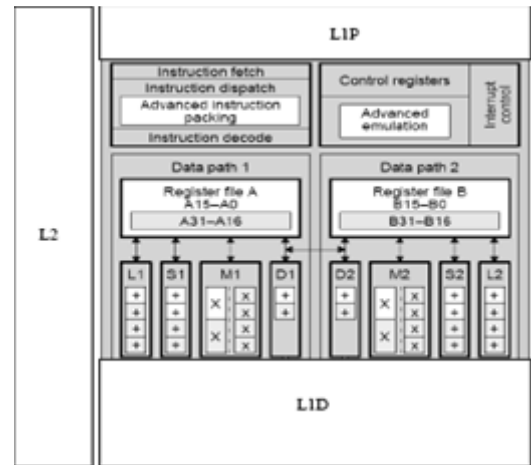 L1P
L2
Instruction fetch
Instruction dispatch
Advanced instruction
packing
Instruction decode
Control registers
Advanced
emulation
Interrupt
control
Data path 1
Register file A
A15–A0
A31–A16
Data path 2
Register file B
B15–B0
B31–B16
L1
+
+
+
+
S1
+
+
+
+
M1
X
X
X
X
X
X
D1
+
+
D2
+
+
M2
X
X
X
X
X
X
S2
+
+
+
+
L2
+
+
+
+
L1D